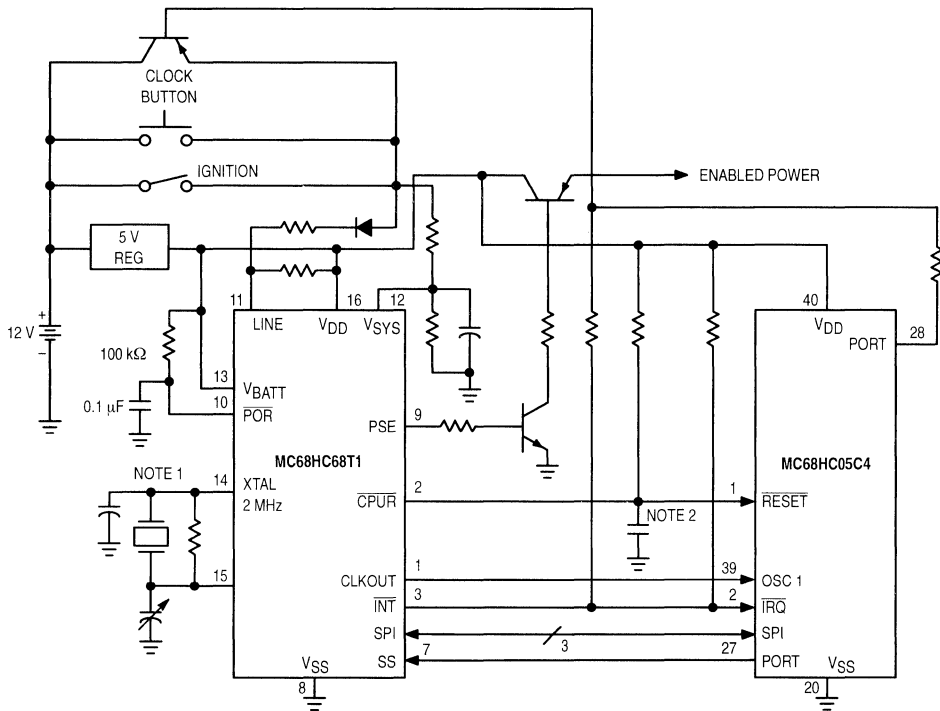 CLOCK
BUTTON
IGNITION
ENABLED POWER
5 V
REG
12 V
+
−
11
16
12
LINE
VDD
VSYS
40
VDD
PORT
28
100 kΩ
13
VBATT
0.1 µF
10
POR
PSE
9
MC68HC68T1
MC68HC05C4
NOTE 1
14
XTAL
2 MHz
CPUR
2
NOTE 2
1
RESET
15
CLKOUT
1
39
OSC 1
INT
3
2
IRQ
SPI
3
SPI
SS
7
27
PORT
VSS
8
VSS
20